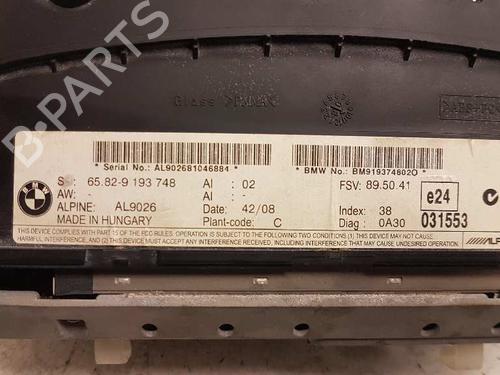 B-PARTS
Glass
* Serial No.: AL902681046884 *
* BMW No.: BM919374802O *
BMW
S : 65.82-9 193 748 AI : 02 FSV: 89.50.41 e24
AW: - AI : -
ALPINE: AL9026 Date: 42/08 Index: 38 031553
MADE IN HUNGARY Plant-code: C Diag.: 0A30
THIS DEVICE COMPLIES WITH PART 15 OF THE FCC RULES. OPERATION IS SUBJECT TO THE FOLLOWING TWO CONDITIONS: (1) THIS DEVICE MAY NOT CAUSE
HARMFUL INTERFERENCE, AND (2) THIS DEVICE MUST ACCEPT ANY INTERFERENCE RECEIVED, INCLUDING INTERFERENCE THAT MAY CAUSE UNDESIRED OPERATION.